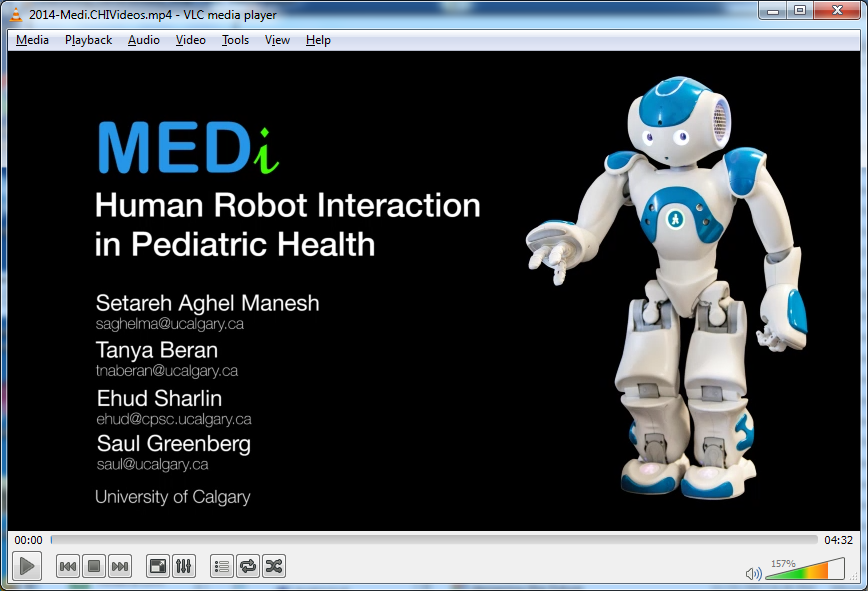 2014-Medi.CHIVideos.mp4 - VLC media player
Media Playback Audio Video Tools View Help
MEDi
Human Robot Interaction
in Pediatric Health
Setareh Aghel Manesh
saghelma@ucalgary.ca
Tanya Beran
tnaberan@ucalgary.ca
Ehud Sharlin
ehud@cpsc.ucalgary.ca
Saul Greenberg
saul@ucalgary.ca
University of Calgary
00:00 04:32
157%